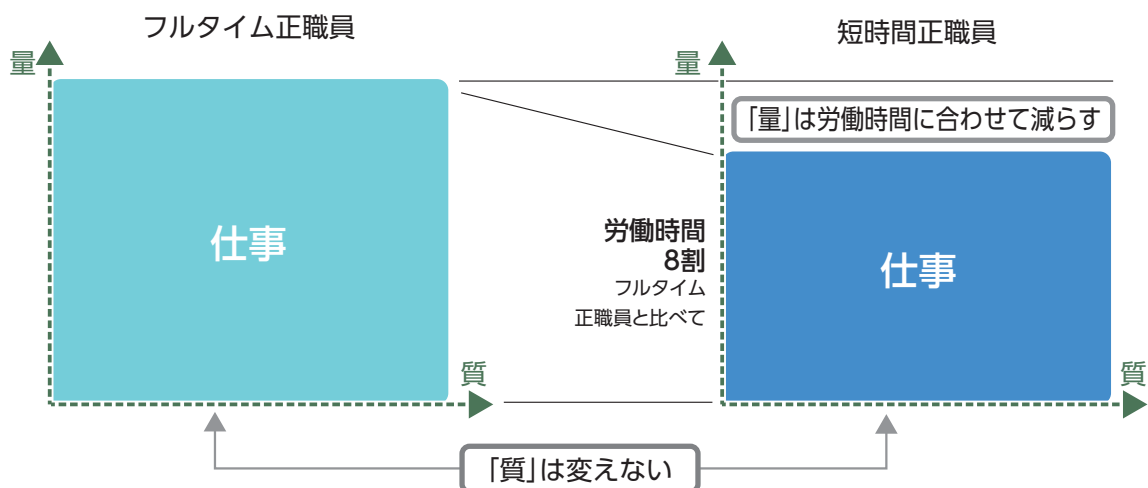 フルタイム正職員
量
仕事
質
短時間正職員
量
「量」は労働時間に合わせて減らす
労働時間
8割
フルタイム
正職員と比べて
仕事
質
「質」は変えない